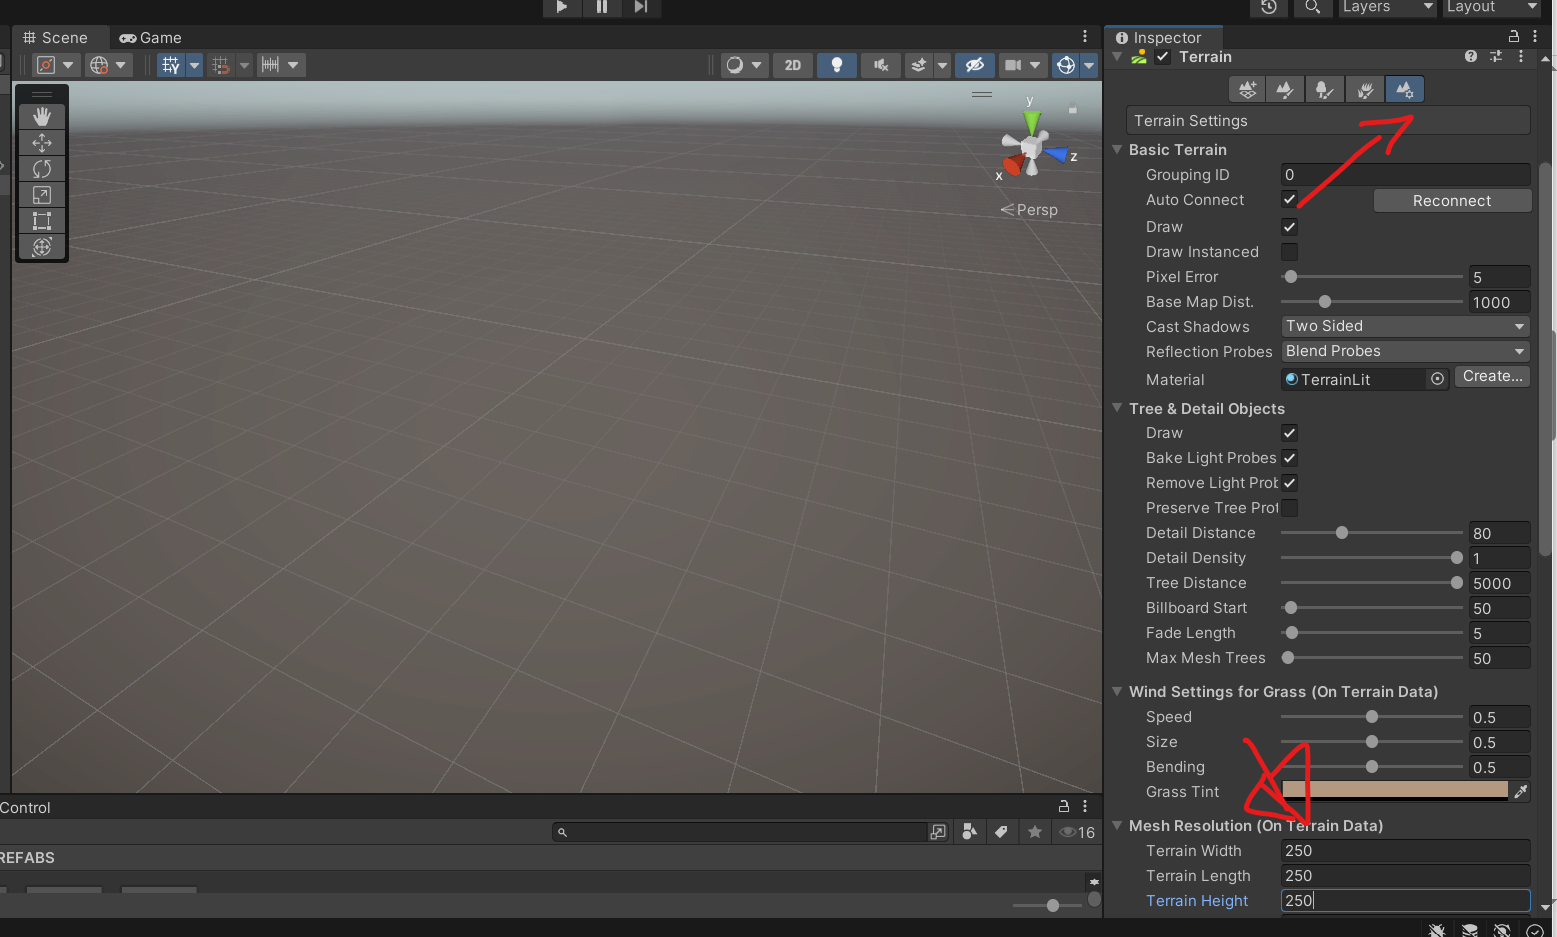 Layers
Layout
Scene
Game
Inspector
Terrain
2D
Y
y
z
x
Persp
Terrain Settings
Basic Terrain
Grouping ID 0
Auto Connect Reconnect
Draw
Draw Instanced
Pixel Error 5
Base Map Dist. 1000
Cast Shadows Two Sided
Reflection Probes Blend Probes
Material TerrainLit Create...
Tree & Detail Objects
Draw
Bake Light Probes
Remove Light Prob
Preserve Tree Prot
Detail Distance 80
Detail Density 1
Tree Distance 5000
Billboard Start 50
Fade Length 5
Max Mesh Trees 50
Wind Settings for Grass (On Terrain Data)
Speed 0.5
Size 0.5
Bending 0.5
Grass Tint
Mesh Resolution (On Terrain Data)
Terrain Width 250
Terrain Length 250
Terrain Height 250
Control
16
REFABS